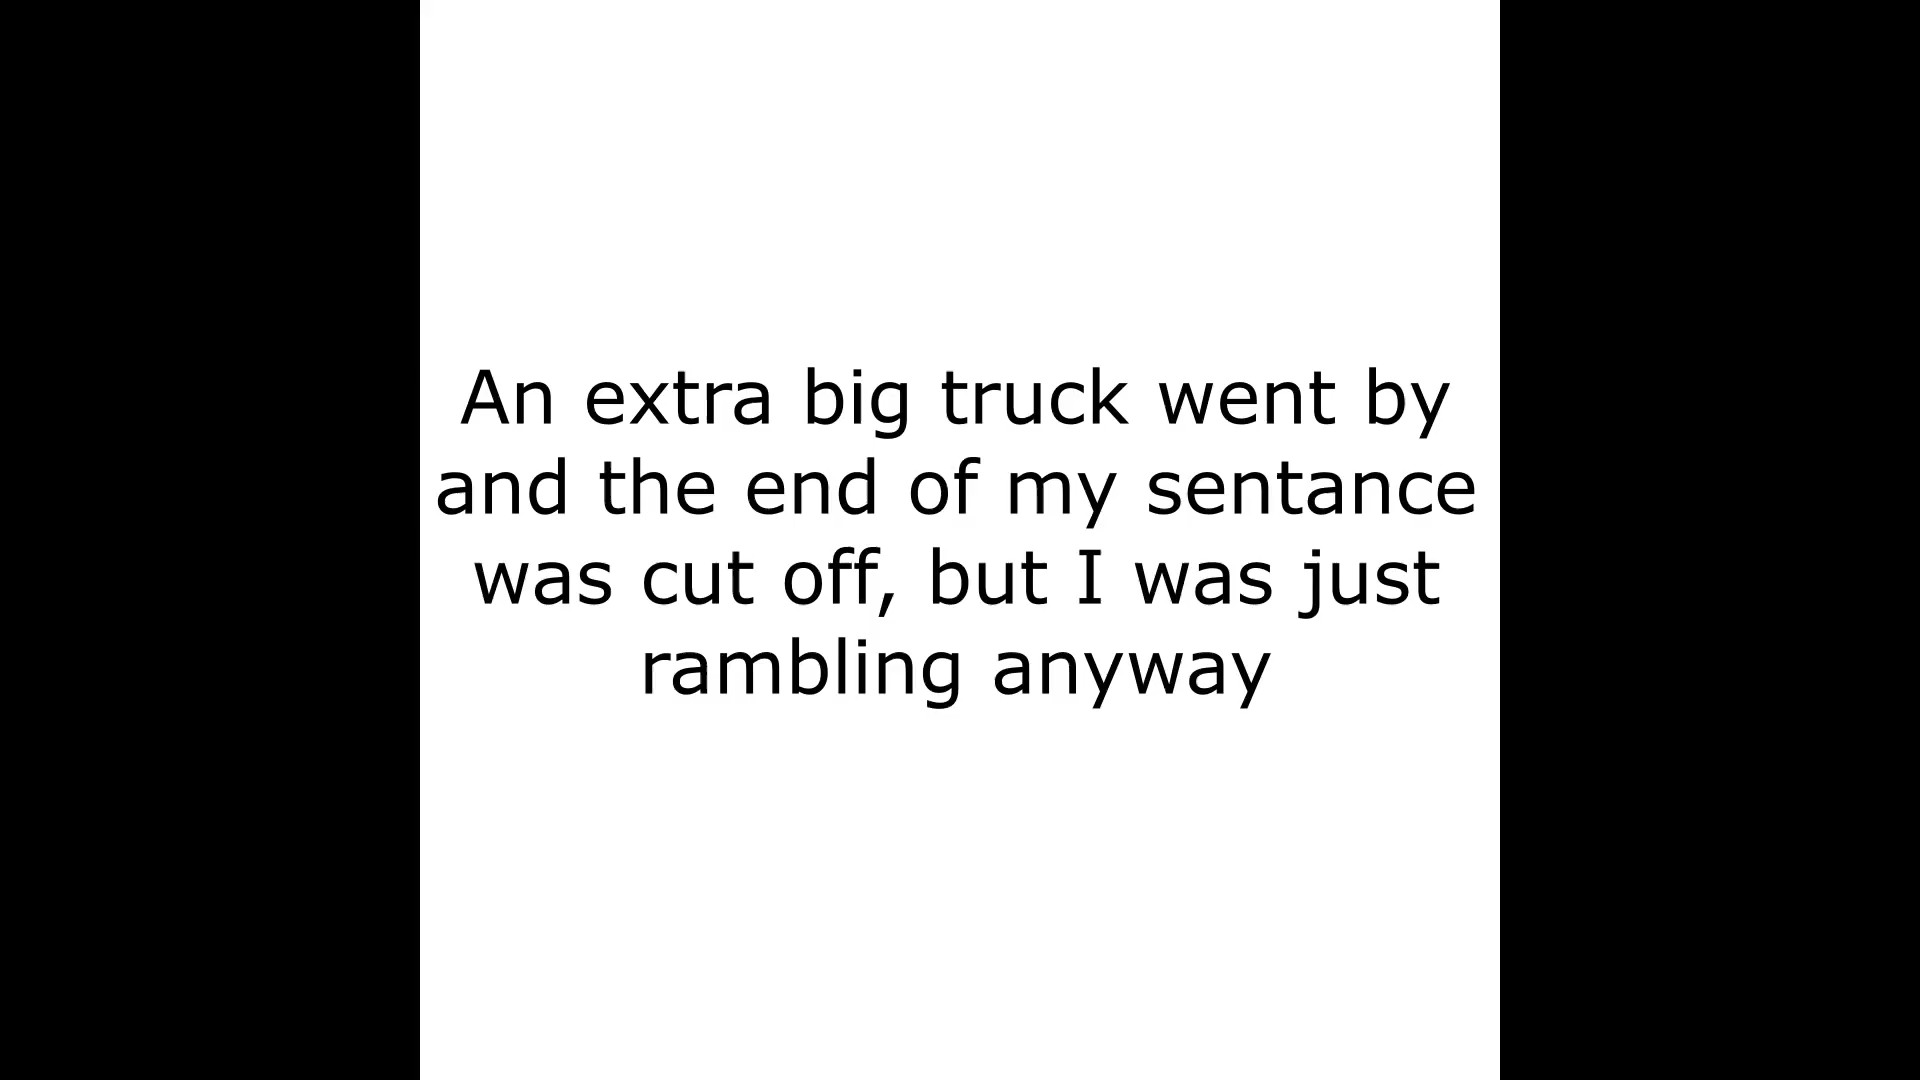 An extra big truck went by
and the end of my sentance
was cut off, but I was just
rambling anyway